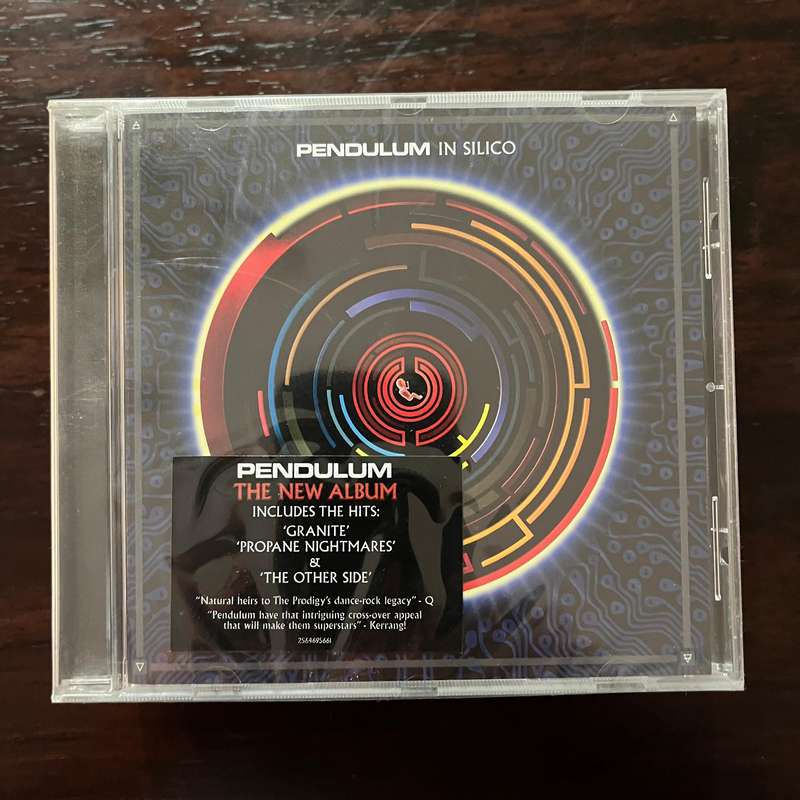 PENDULUM IN SILICO
PENDULUM
THE NEW ALBUM
INCLUDES THE HITS:
‘GRANITE’
‘PROPANE NIGHTMARES’
&
‘THE OTHER SIDE’
“Natural heirs to The Prodigy’s dance-rock legacy” - Q
“Pendulum have that intriguing cross-over appeal
that will make them superstars” - Kerrang!
2564695661